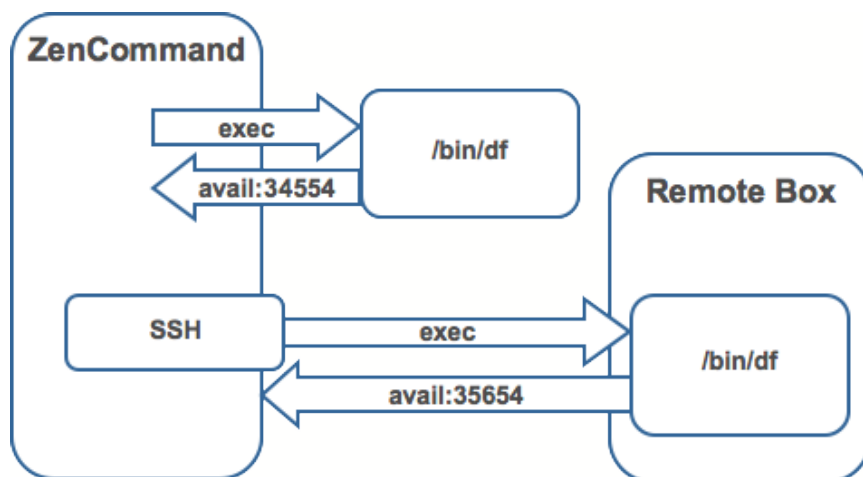 ZenCommand
exec
/bin/df
avail:34554
Remote Box
SSH
exec
/bin/df
avail:35654